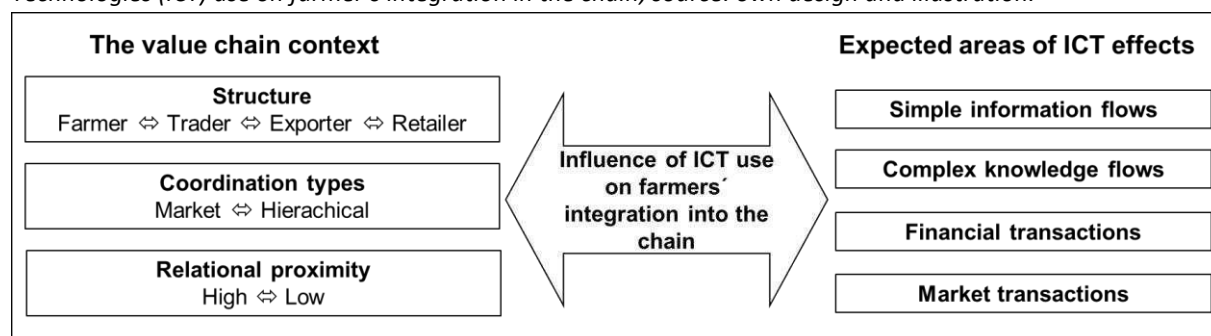 Technologies (ICT) use on farmer's integration in the chain, source: own design and illustration.
The value chain context
Structure
Farmer ⇔ Trader ⇔ Exporter ⇔ Retailer
Coordination types
Market ⇔ Hierachical
Relational proximity
High ⇔ Low
Influence of ICT use
on farmers´
integration into the
chain
Expected areas of ICT effects
Simple information flows
Complex knowledge flows
Financial transactions
Market transactions